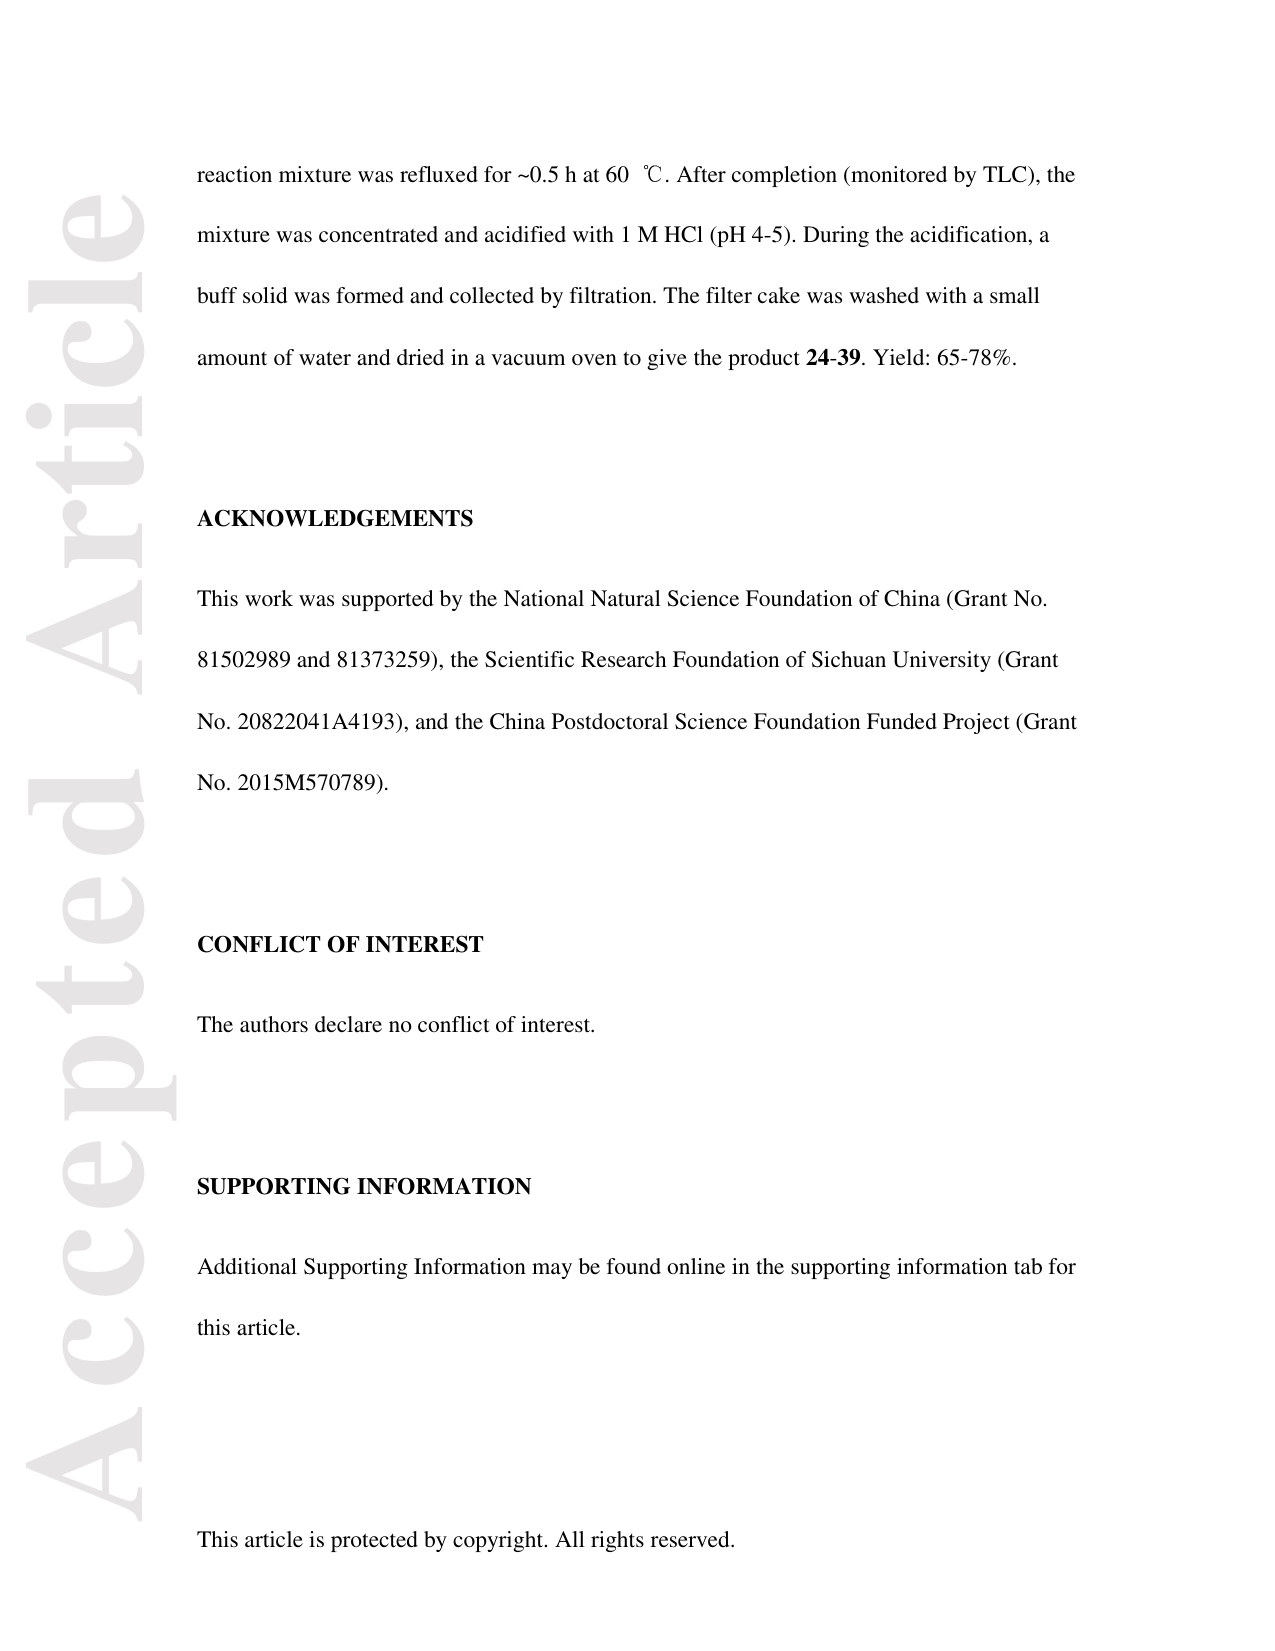 reaction mixture was refluxed for ~0.5 h at 60 ℃. After completion (monitored by TLC), the
mixture was concentrated and acidified with 1 M HCl (pH 4-5). During the acidification, a
buff solid was formed and collected by filtration. The filter cake was washed with a small
amount of water and dried in a vacuum oven to give the product 24-39. Yield: 65-78%.
ACKNOWLEDGEMENTS
This work was supported by the National Natural Science Foundation of China (Grant No.
81502989 and 81373259), the Scientific Research Foundation of Sichuan University (Grant
No. 20822041A4193), and the China Postdoctoral Science Foundation Funded Project (Grant
No. 2015M570789).
CONFLICT OF INTEREST
The authors declare no conflict of interest.
SUPPORTING INFORMATION
Additional Supporting Information may be found online in the supporting information tab for
this article.
This article is protected by copyright. All rights reserved.
Accepted Article